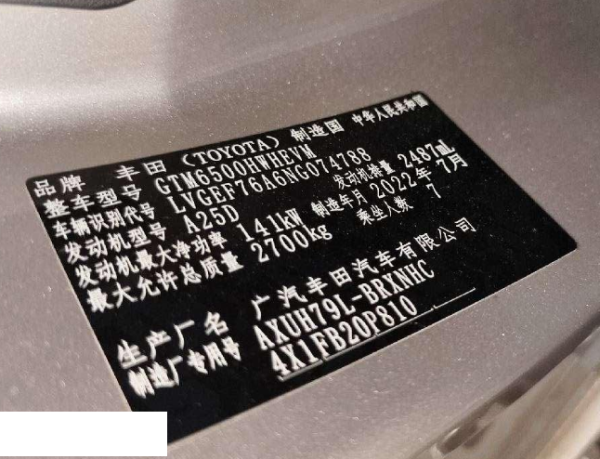 品牌 丰田 (TOYOTA) 制造国 中华人民共和国
整车型号 GTM6500HWHEVM
车辆识别代号 LVGEF76A6NG074788
发动机型号 A25D 发动机排量 2487mL
发动机最大净功率 141kW 制造年月 2022年7月
最大允许总质量 2700kg 乘坐人数 7
生产厂名 广汽丰田汽车有限公司
制造厂专用号 AXUH79L-BRXNHC
4X1FB20P810